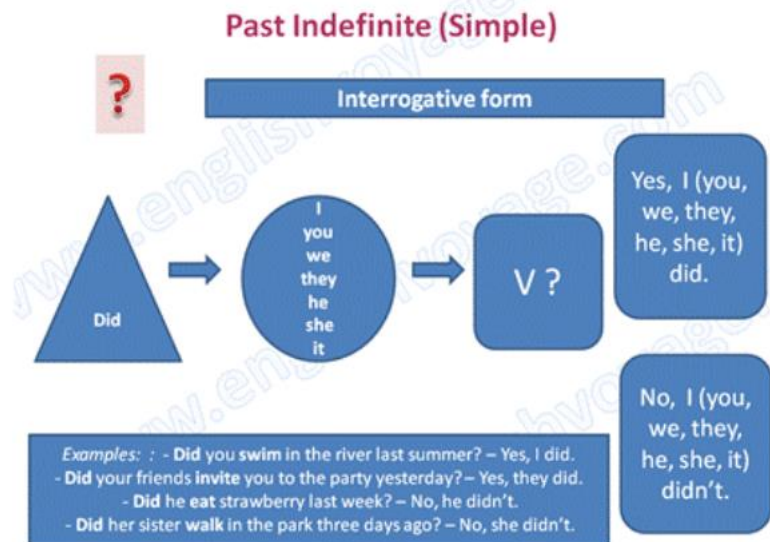 Past Indefinite (Simple)
?
Interrogative form
Did
I
you
we
they
he
she
it
V ?
Yes, I (you,
we, they,
he, she, it)
did.
No, I (you,
we, they,
he, she, it)
didn't.
Examples: : - Did you swim in the river last summer? – Yes, I did.
- Did your friends invite you to the party yesterday? – Yes, they did.
- Did he eat strawberry last week? – No, he didn't.
- Did her sister walk in the park three days ago? – No, she didn't.